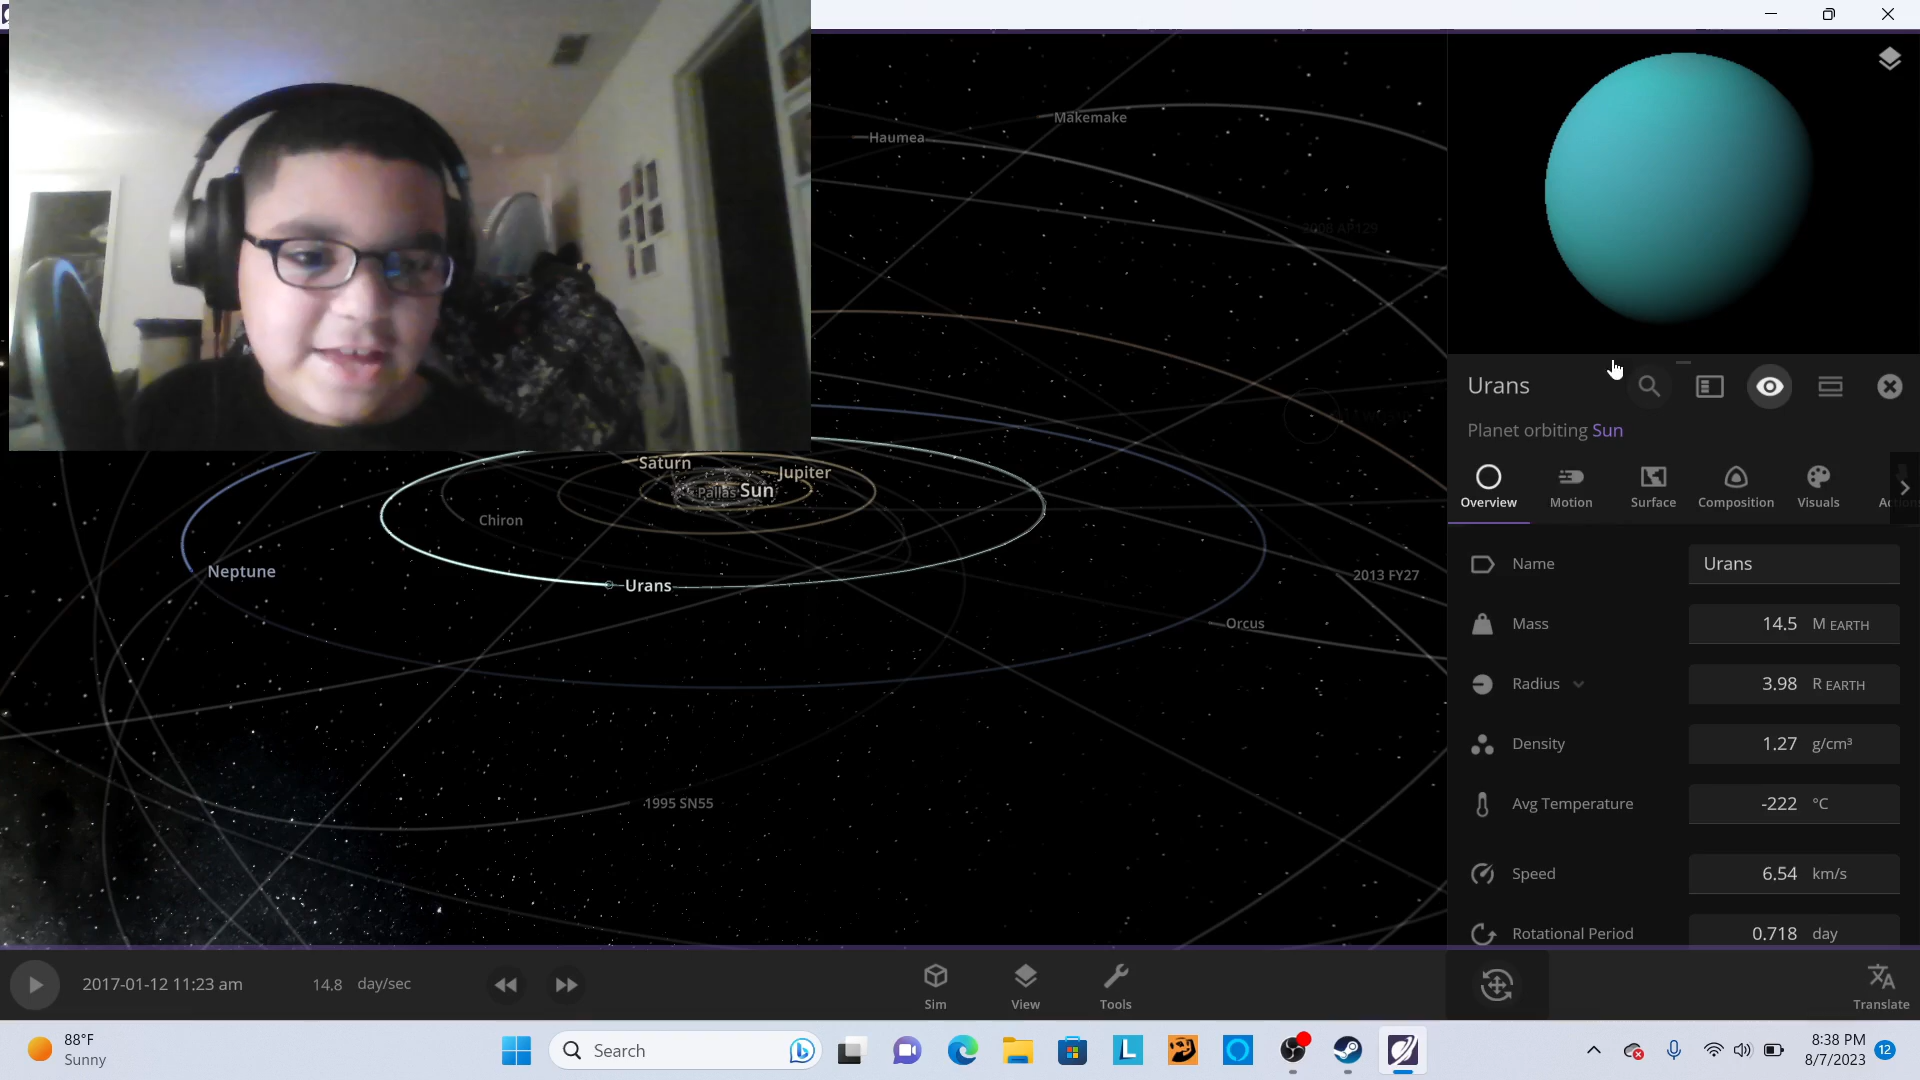 Makemake
Haumea
2008 AP129
Saturn
Jupiter
Pallas
Sun
Chiron
Neptune
Urans
2013 FY27
Orcus
1995 SN55
Urans
Planet orbiting Sun
Overview
Motion
Surface
Composition
Visuals
Name
Urans
Mass
14.5 M EARTH
Radius
3.98 R EARTH
Density
1.27 g/cm³
Avg Temperature
-222 °C
Speed
6.54 km/s
Rotational Period
0.718 day
2017-01-12 11:23 am
14.8 day/sec
Sim
View
Tools
Translate
88°F
Sunny
Search
L
8:38 PM
8/7/2023
12